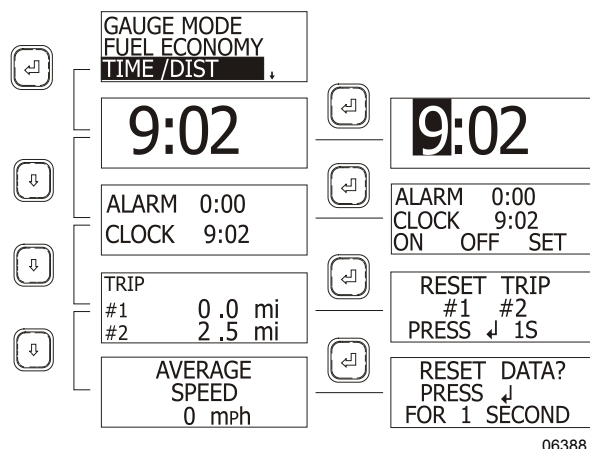 GAUGE MODE
FUEL ECONOMY
TIME /DIST ↓
9:02
9:02
ALARM 0:00
CLOCK 9:02
ALARM 0:00
CLOCK 9:02
ON OFF SET
TRIP
#1 0.0 mi
#2 2.5 mi
RESET TRIP
#1 #2
PRESS ↲ 1S
AVERAGE
SPEED
0 mPh
RESET DATA?
PRESS ↲
FOR 1 SECOND
06388